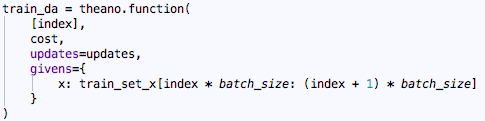 train_da = theano.function(
    [index],
    cost,
    updates=updates,
    givens={
        x: train_set_x[index * batch_size: (index + 1) * batch_size]
    }
)